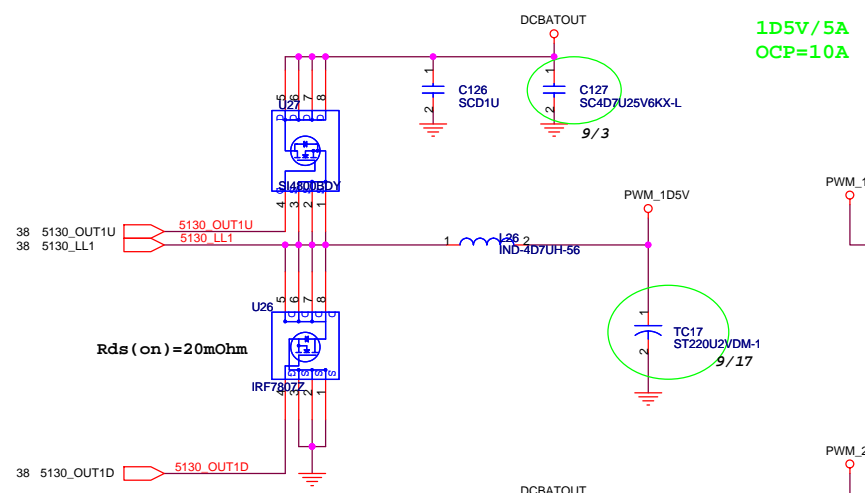 DCBATOUT
1D5V/5A
OCP=10A
5 6 7 8
U27
D D D D
1
C126
SCD1U
2
1
C127
SC4D7U25V6KX-L
2
9/3
SI4800BDY
4 3 2 1
PWM_1D5V
PWM_1
38 5130_OUT1U
5130_OUT1U
38 5130_LL1
5130_LL1
1
L26
2
IND-4D7UH-56
5 6 7 8
U26
1
TC17
ST220U2VDM-1
2
9/17
Rds(on)=20mOhm
G S S S
IRF7807Z
4 3 2 1
PWM_2
38 5130_OUT1D
5130_OUT1D
DCBATOUT